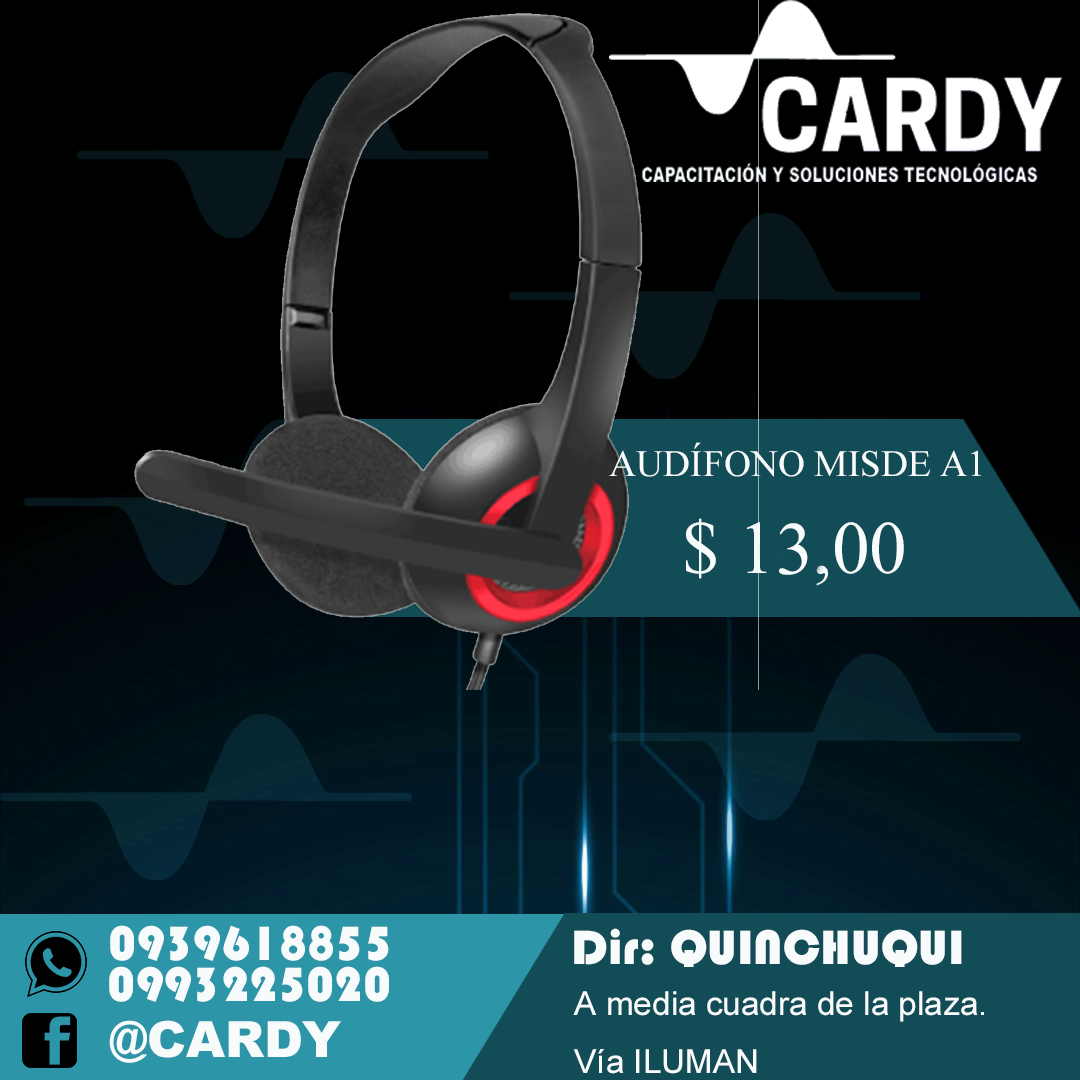 CARDY
CAPACITACIÓN Y SOLUCIONES TECNOLÓGICAS
AUDÍFONO MISDE A1
$ 13,00
0939618855
0993225020
@CARDY
Dir: QUINCHUQUI
A media cuadra de la plaza.
Vía ILUMAN